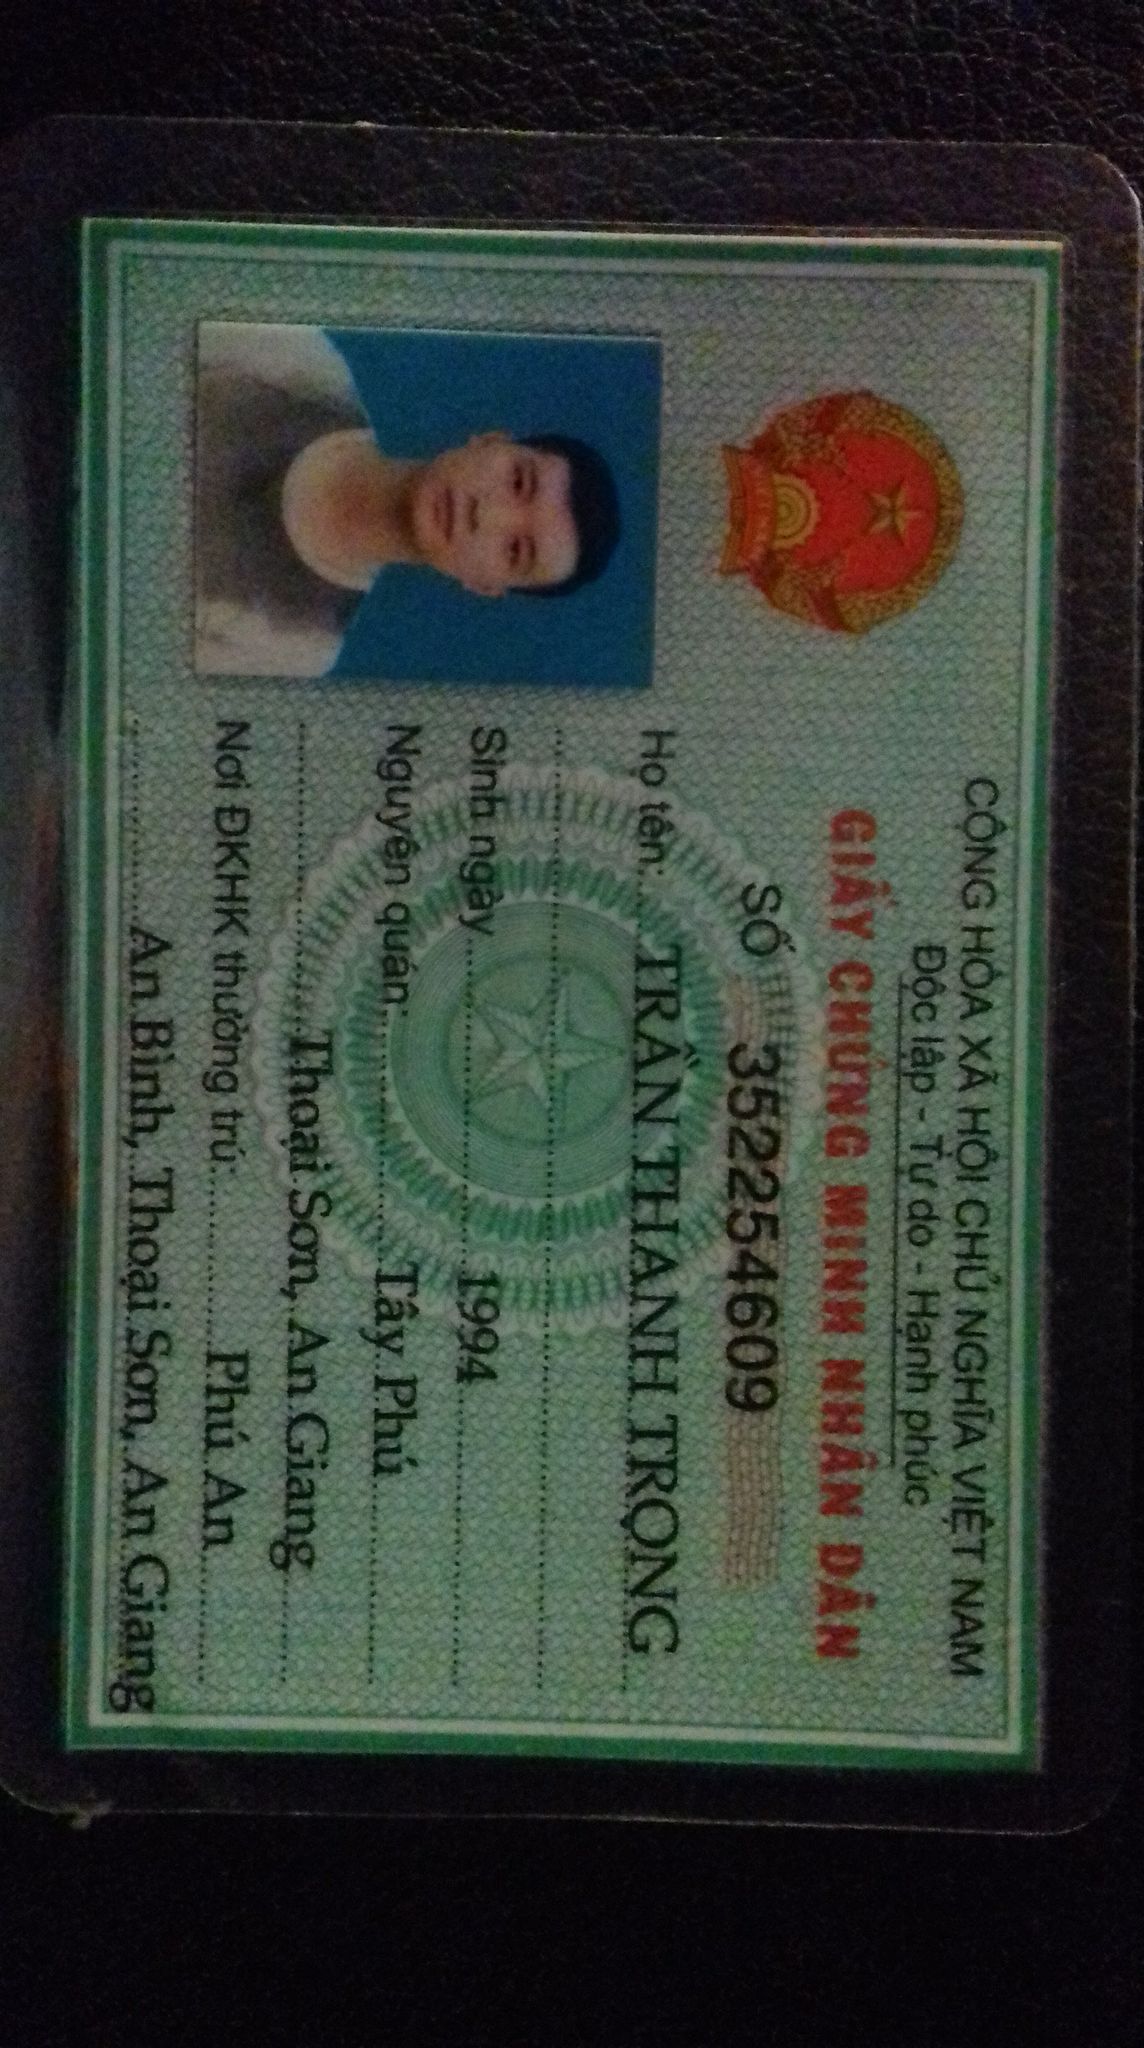 CỘNG HÒA XÃ HỘI CHỦ NGHĨA VIỆT NAM
Độc lập - Tự do - Hạnh phúc
GIẤY CHỨNG MINH NHÂN DÂN
SỐ 352254609
Họ tên: TRẦN THANH TRỌNG
Sinh ngày 1994
Nguyên quán: Tây Phú
Thoại Sơn, An Giang
Nơi ĐKHK thường trú: Phú An
An Bình, Thoại Sơn, An Giang